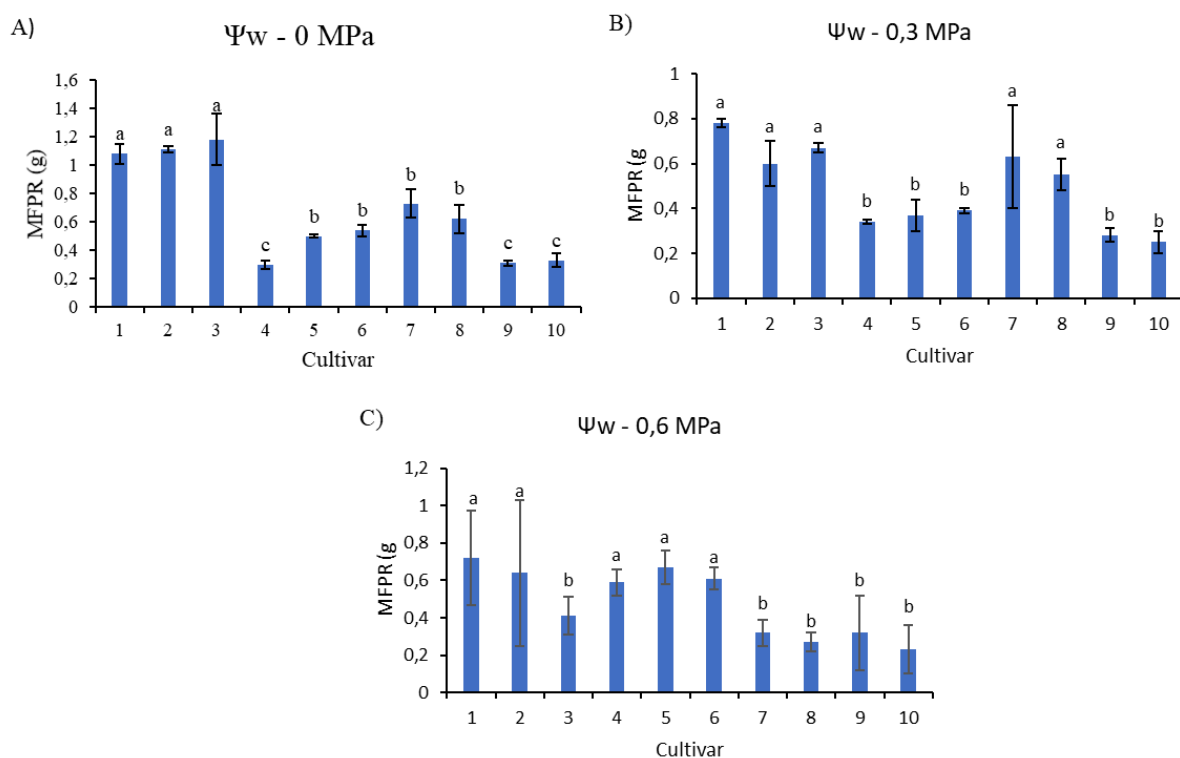 A)
Ψw - 0 MPa
MFPR (g)
1,6
1,4
1,2
1
0,8
0,6
0,4
0,2
0
a a a c b b b b c c
1 2 3 4 5 6 7 8 9 10
Cultivar
B)
Ψw - 0,3 MPa
MFPR (g
1
0,8
0,6
0,4
0,2
0
a a a b b b a a b b
1 2 3 4 5 6 7 8 9 10
Cultivar
C)
Ψw - 0,6 MPa
MFPR (g
1,2
1
0,8
0,6
0,4
0,2
0
a a b a a a b b b b
1 2 3 4 5 6 7 8 9 10
Cultivar